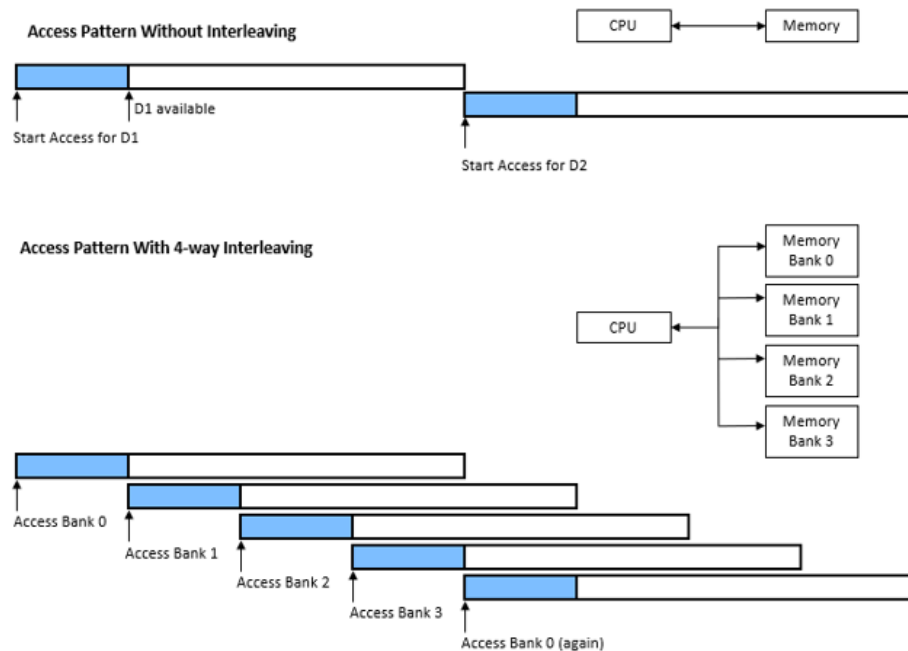 Access Pattern Without Interleaving
CPU
Memory
D1 available
Start Access for D1
Start Access for D2
Access Pattern With 4-way Interleaving
Memory
Bank 0
Memory
Bank 1
CPU
Memory
Bank 2
Memory
Bank 3
Access Bank 0
Access Bank 1
Access Bank 2
Access Bank 3
Access Bank 0 (again)